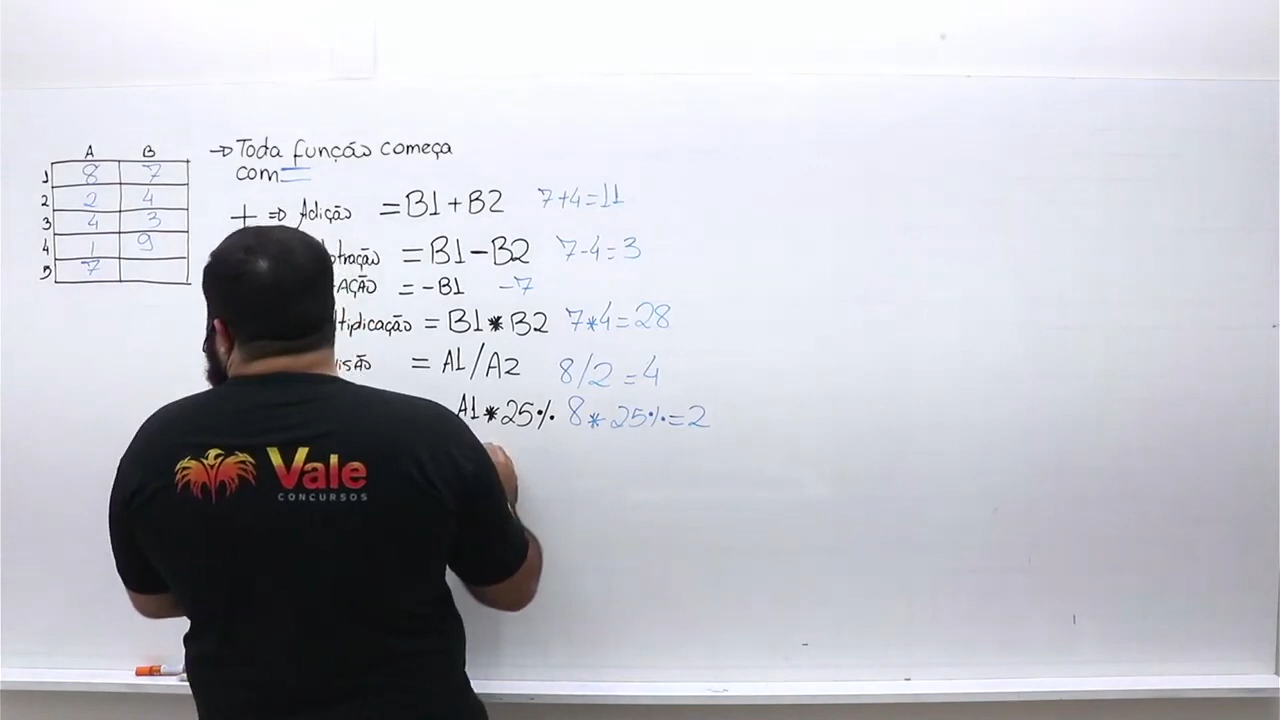 A B
→ Toda função começa
com =
1 8 7
2 2 4
3 4 3
4 1 9
5 7
+ ⇒ Adição =B1+B2 7+4=11
tração =B1-B2 7-4=3
AÇÃO =-B1 -7
tiplicação =B1*B2 7*4=28
isão =A1/A2 8/2=4
A1*25% 8*25%=2
Vale
CONCURSOS